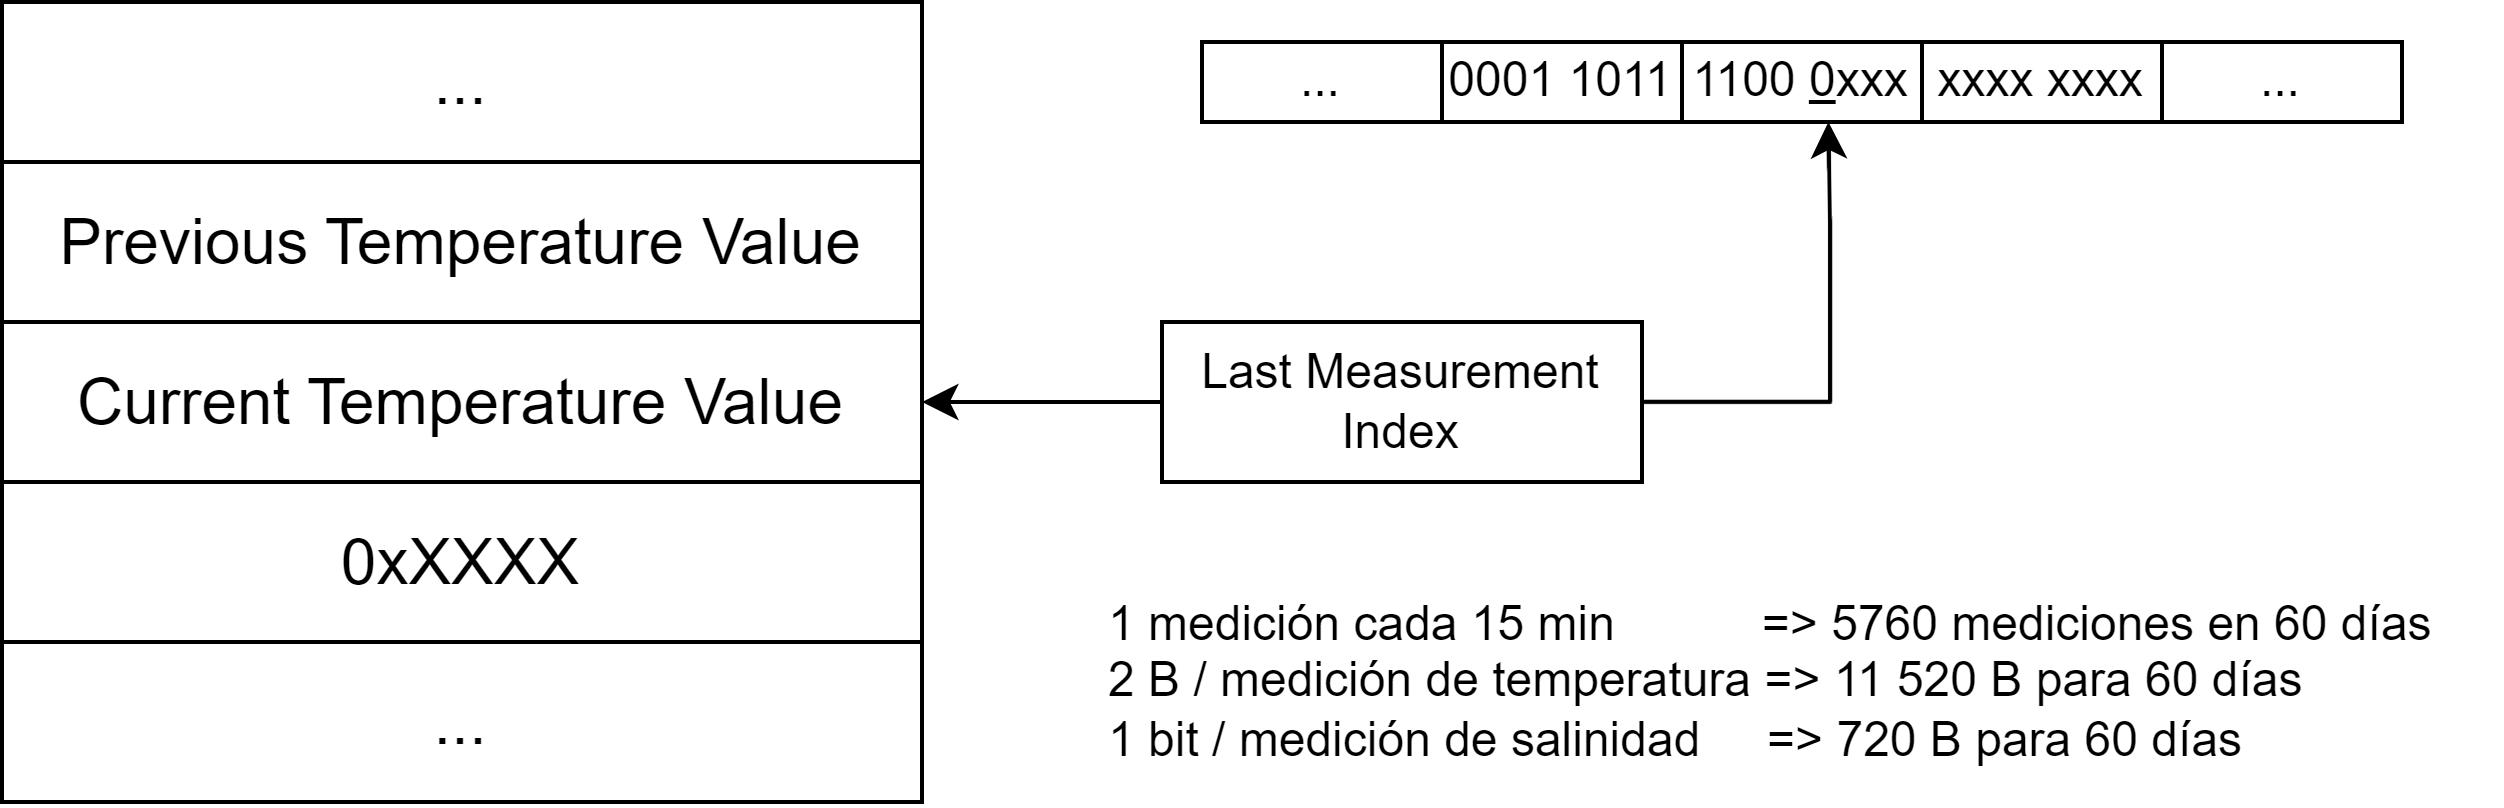 ...
Previous Temperature Value
Current Temperature Value
0xXXXX
...
... 0001 1011 1100 0xxx xxxx xxxx ...
Last Measurement
Index
1 medición cada 15 min => 5760 mediciones en 60 días
2 B / medición de temperatura => 11 520 B para 60 días
1 bit / medición de salinidad => 720 B para 60 días